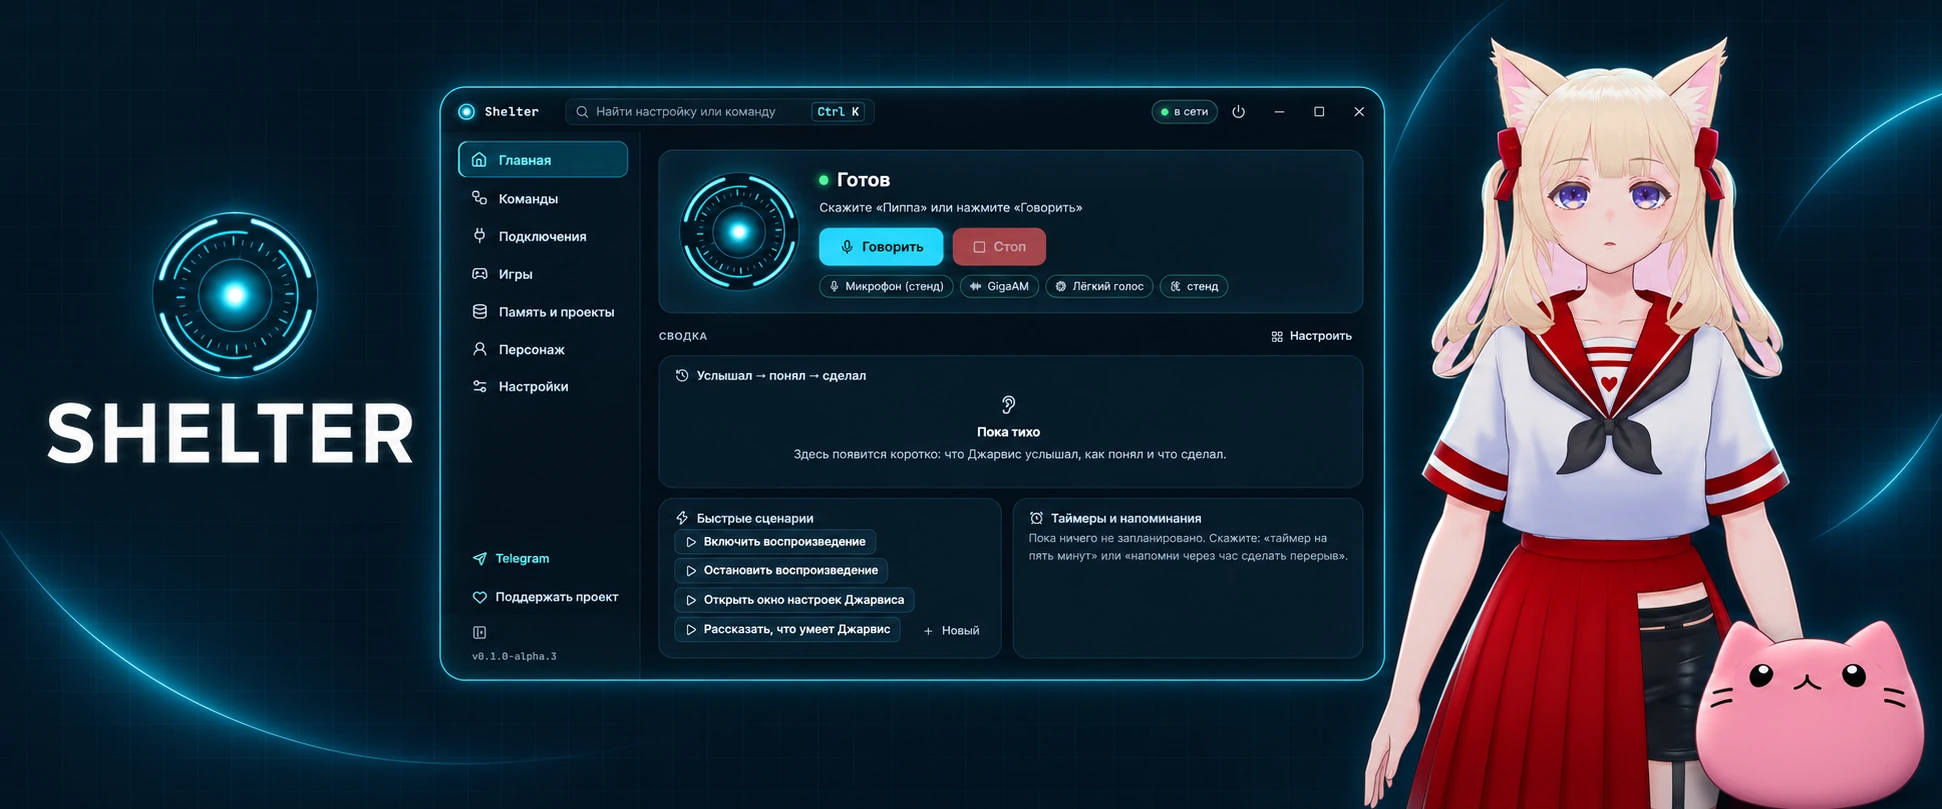 SHELTER
Shelter
Найти настройку или команду
Ctrl K
в сети
Главная
Команды
Подключения
Игры
Память и проекты
Персонаж
Настройки
Telegram
Поддержать проект
v0.1.0-alpha.3
Готов
Скажите «Пиппа» или нажмите «Говорить»
Говорить
Стоп
Микрофон (стенд)
GigaAM
Лёгкий голос
стенд
СВОДКА
Настроить
Услышал → понял → сделал
Пока тихо
Здесь появится коротко: что Джарвис услышал, как понял и что сделал.
Быстрые сценарии
Включить воспроизведение
Остановить воспроизведение
Открыть окно настроек Джарвиса
Рассказать, что умеет Джарвис
+ Новый
Таймеры и напоминания
Пока ничего не запланировано. Скажите: «таймер на
пять минут» или «напомни через час сделать перерыв».